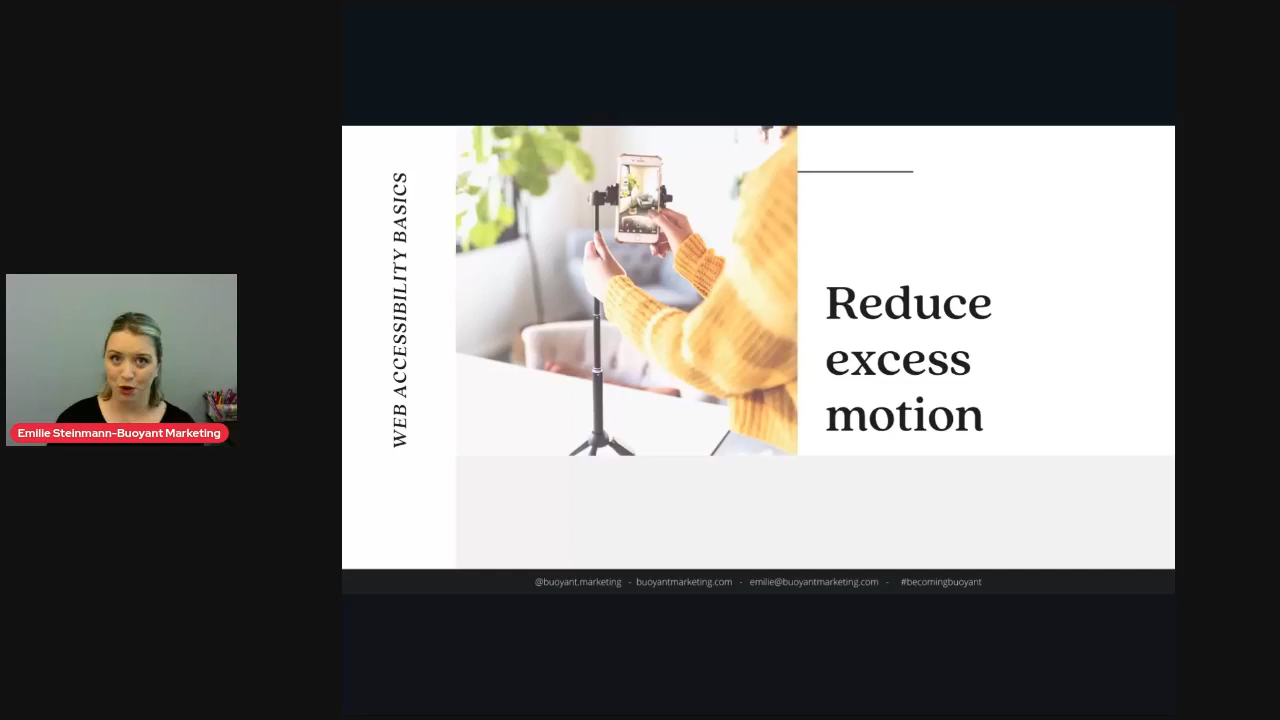 Emilie Steinmann-Buoyant Marketing
WEB ACCESSIBILITY BASICS
Reduce
excess
motion
@buoyant.marketing - buoyantmarketing.com - emilie@buoyantmarketing.com - #becomingbuoyant